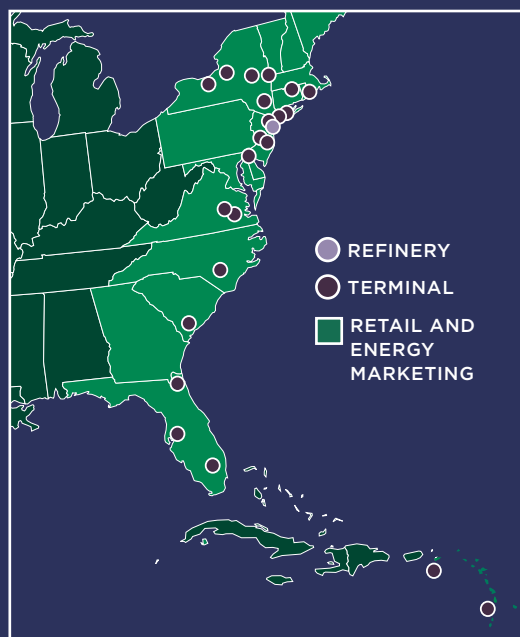 REFINERY
TERMINAL
RETAIL AND
ENERGY
MARKETING